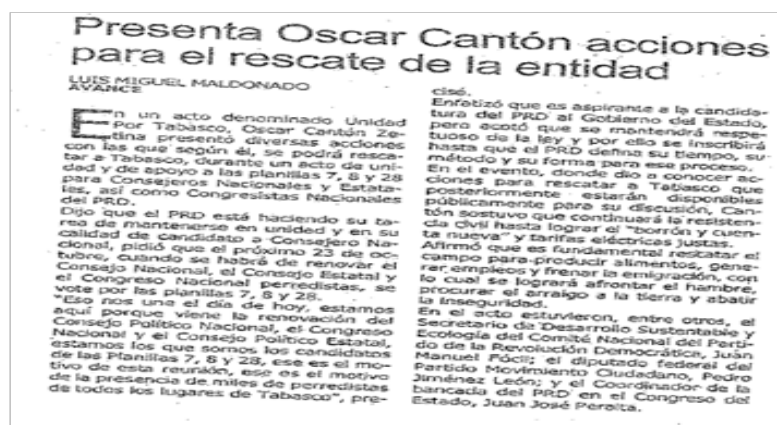 Presenta Oscar Cantón acciones
para el rescate de la entidad
LUIS MIGUEL MALDONADO
AVANCE
En un acto denominado Unidad
Por Tabasco, Oscar Cantón Ze-
tina presentó diversas acciones
con las que según él, se podrá resca-
tar a Tabasco, durante un acto de uni-
dad y de apoyo a las planillas 7, 8 y 28
para Consejeros Nacionales y Estata-
les, así como Congresistas Nacionales
del PRD.
Dijo que el PRD está haciendo su ta-
rea de mantenerse en unidad y en su
calidad de candidato a Consejero Na-
cional, pidió que el próximo 23 de oc-
tubre, cuando se habrá de renovar el
Consejo Nacional, el Consejo Estatal y
el Congreso Nacional perredistas, se
vote por las planillas 7, 8 y 28.
"Eso nos une el día de hoy, estamos
aquí porque viene la renovación del
Consejo Político Nacional, el Congreso
Nacional y el Consejo Político Estatal,
estamos los que somos los candidatos
de las Planillas 7, 8 y 28, ese es el mo-
tivo de esta reunión, ese es el motivo
de la presencia de miles de perredistas
de todos los lugares de Tabasco", pre-
cisó.
Enfatizó que es aspirante a la candida-
tura del PRD al Gobierno del Estado,
pero acotó que se mantendrá respe-
tuoso de la ley y por ello se inscribirá
hasta que el PRD defina su tiempo, su
método y su forma para ese proceso.
En el evento, donde dio a conocer ac-
ciones para rescatar a Tabasco que
posteriormente estarán disponibles
públicamente para su discusión, Can-
tón sostuvo que continuará la resisten-
cia civil hasta lograr el "borrón y cuen-
ta nueva" y tarifas eléctricas justas.
Afirmó que es fundamental rescatar el
campo para producir alimentos, gene-
rar empleos y frenar la emigración, con
lo cual se logrará afrontar el hambre,
procurar el arraigo a la tierra y abatir
la inseguridad.
En el acto estuvieron, entre otros, el
Secretario de Desarrollo Sustentable y
Ecología del Comité Nacional del Parti-
do de la Revolución Democrática, Juán
Manuel Fócil; el diputado federal del
Partido Movimiento Ciudadano, Pedro
Jiménez León; y el Coordinador de la
bancada del PRD en el Congreso del
Estado, Juan José Peralta.